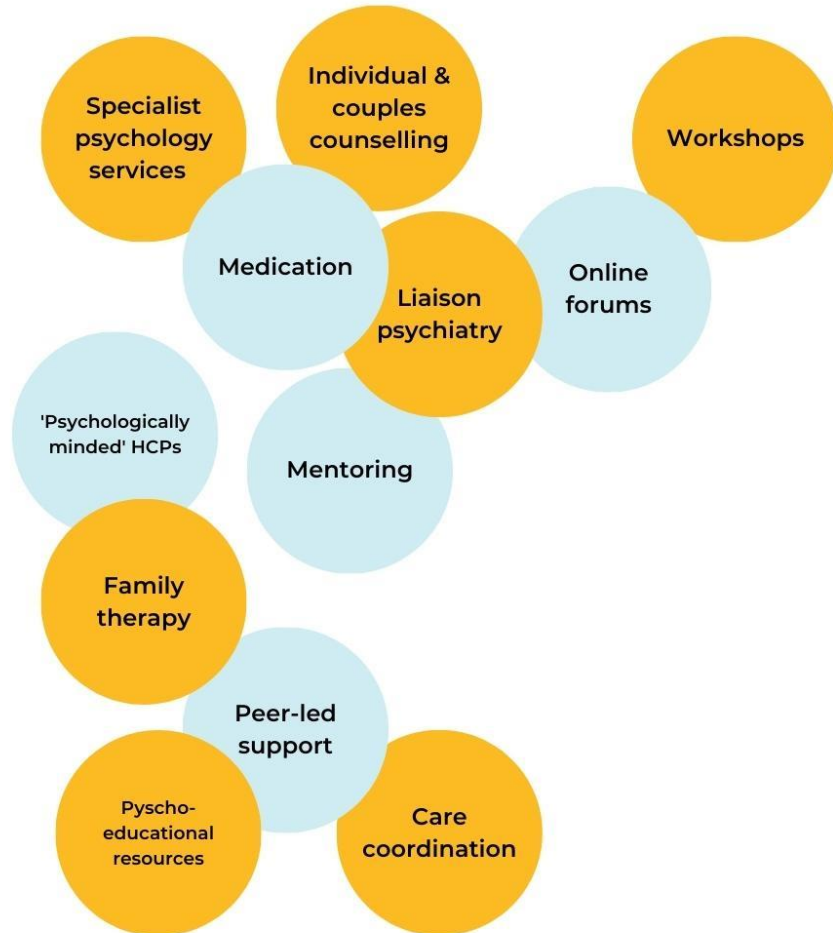 Specialist
psychology
services
Individual &
couples
counselling
Workshops
Medication
Liaison
psychiatry
Online
forums
'Psychologically
minded' HCPs
Mentoring
Family
therapy
Peer-led
support
Pyscho-
educational
resources
Care
coordination